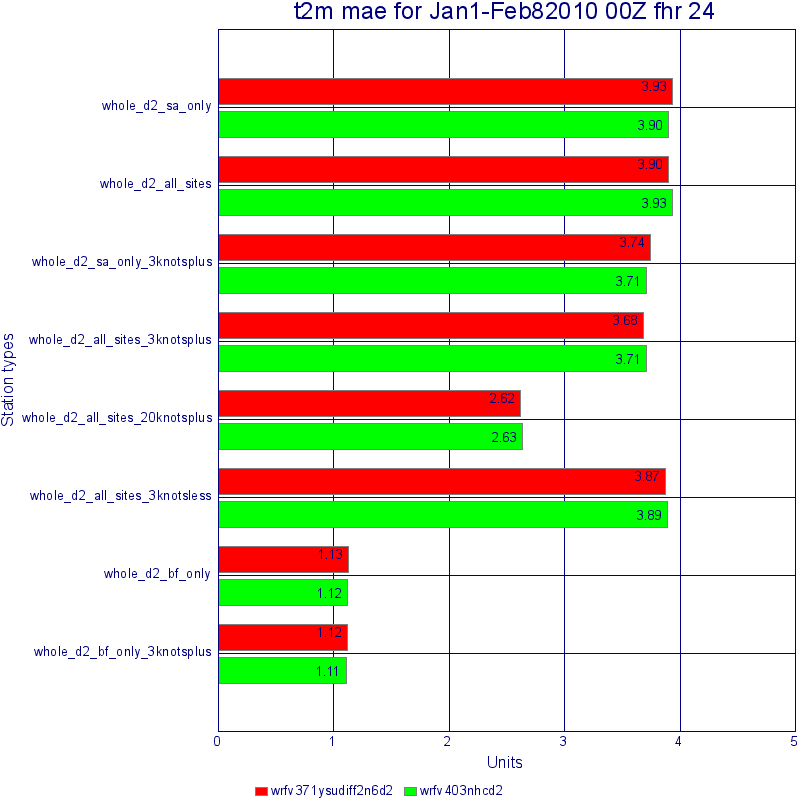 t2m mae for Jan1-Feb82010 00Z fhr 24
Station types
whole_d2_sa_only
3.93
3.90
whole_d2_all_sites
3.90
3.93
whole_d2_sa_only_3knotsplus
3.74
3.71
whole_d2_all_sites_3knotsplus
3.68
3.71
whole_d2_all_sites_20knotsplus
2.62
2.63
whole_d2_all_sites_3knotsless
3.87
3.89
whole_d2_bf_only
1.13
1.12
whole_d2_bf_only_3knotsplus
1.12
1.11
0 1 2 3 4 5
Units
wrfv371ysudiff2n6d2 wrfv403nhcd2